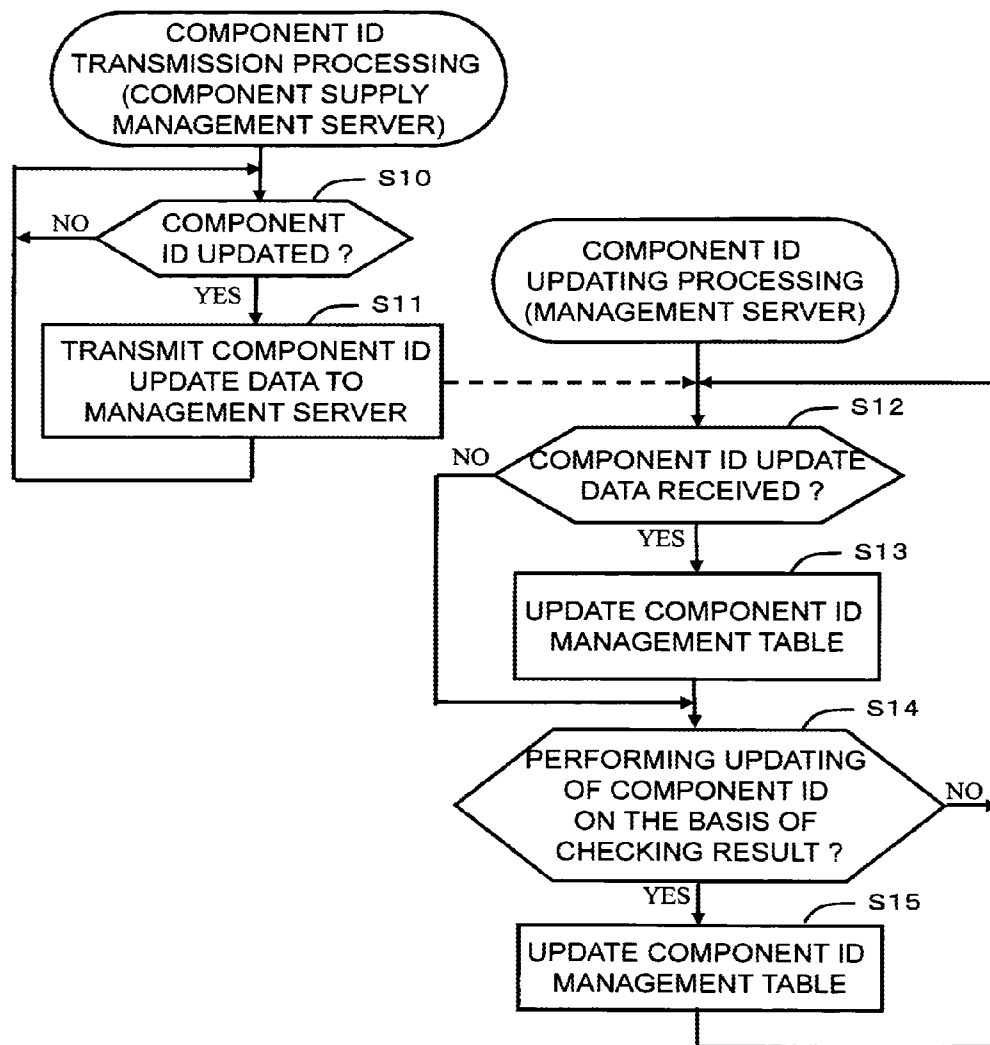 COMPONENT ID
TRANSMISSION PROCESSING
(COMPONENT SUPPLY
MANAGEMENT SERVER)
S10
NO
COMPONENT
ID UPDATED ?
YES
S11
TRANSMIT COMPONENT ID
UPDATE DATA TO
MANAGEMENT SERVER
COMPONENT ID
UPDATING PROCESSING
(MANAGEMENT SERVER)
S12
NO
COMPONENT ID UPDATE
DATA RECEIVED ?
YES
S13
UPDATE COMPONENT ID
MANAGEMENT TABLE
S14
PERFORMING UPDATING
OF COMPONENT ID
ON THE BASIS OF
CHECKING RESULT ?
NO
YES
S15
UPDATE COMPONENT ID
MANAGEMENT TABLE